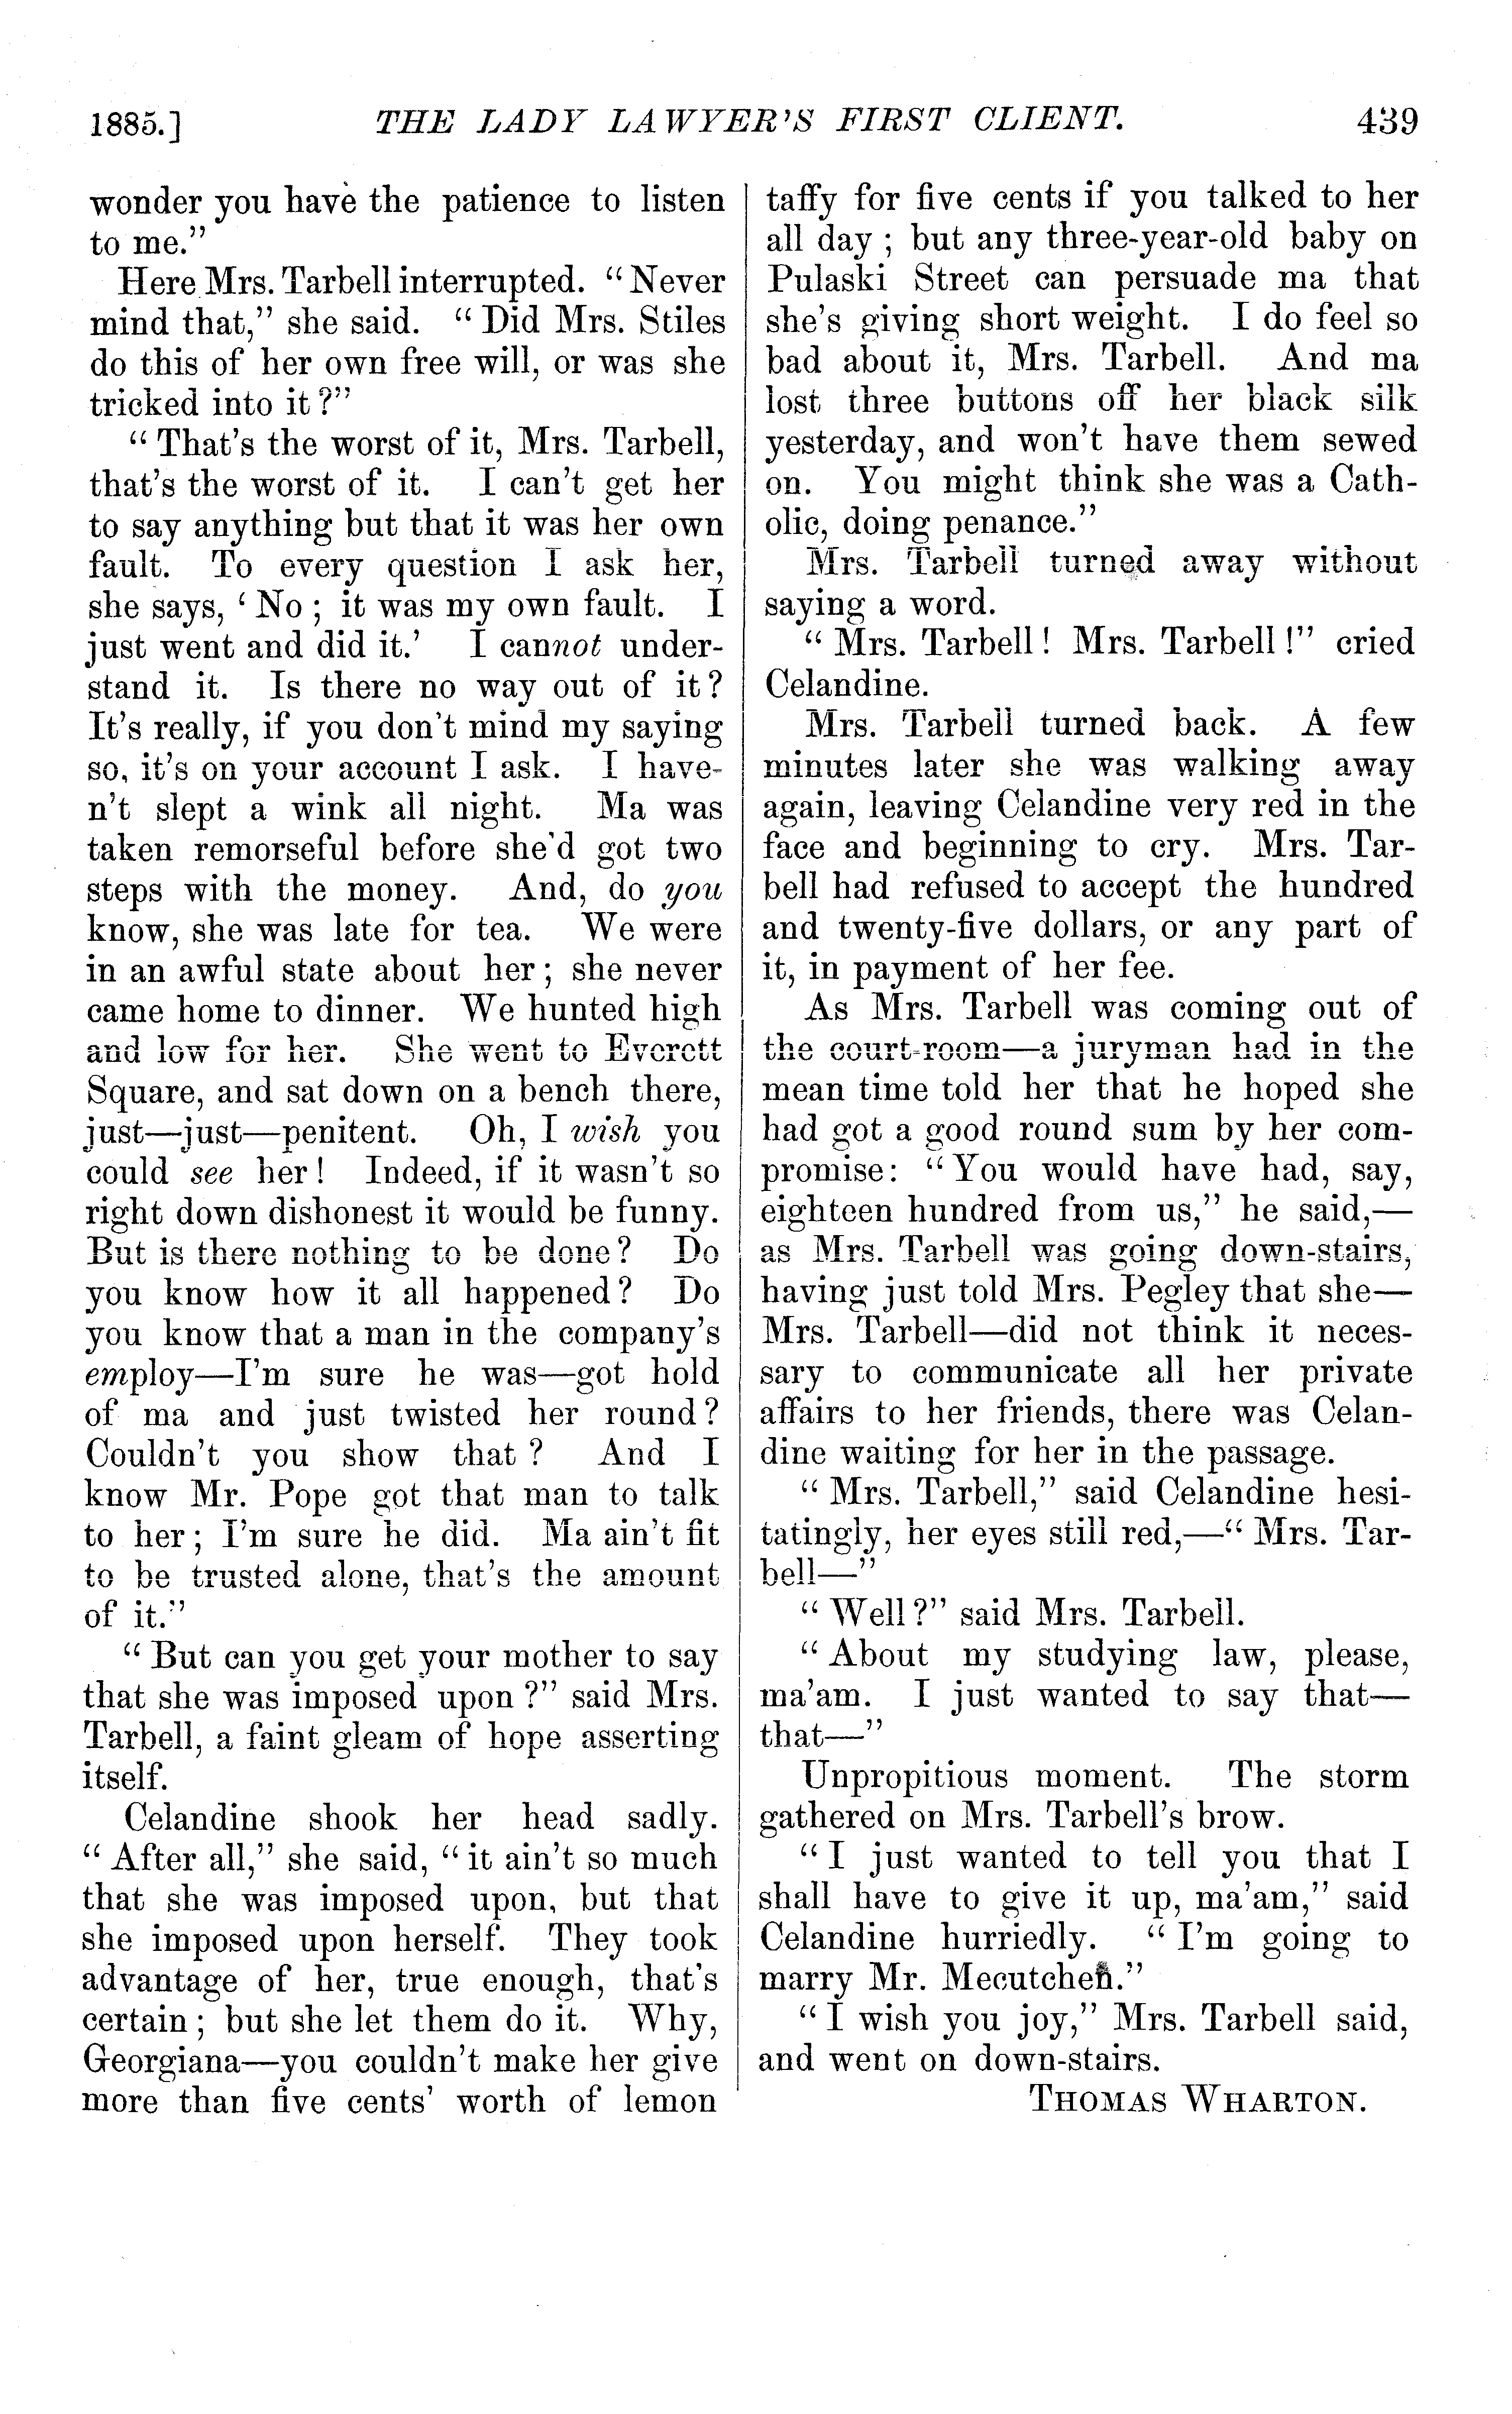 1885.] THE LADY LAWYER'S FIRST CLIENT. 439
wonder you have the patience to listen
to me."
Here Mrs. Tarbell interrupted. "Never
mind that," she said. "Did Mrs. Stiles
do this of her own free will, or was she
tricked into it?"
"That's the worst of it, Mrs. Tarbell,
that's the worst of it. I can't get her
to say anything but that it was her own
fault. To every question I ask her,
she says, 'No; it was my own fault. I
just went and did it.' I cannot under-
stand it. Is there no way out of it?
It's really, if you don't mind my saying
so, it's on your account I ask. I have-
n't slept a wink all night. Ma was
taken remorseful before she'd got two
steps with the money. And, do you
know, she was late for tea. We were
in an awful state about her; she never
came home to dinner. We hunted high
and low for her. She went to Everett
Square, and sat down on a bench there,
just—just—penitent. Oh, I wish you
could see her! Indeed, if it wasn't so
right down dishonest it would be funny.
But is there nothing to be done? Do
you know how it all happened? Do
you know that a man in the company's
employ—I'm sure he was—got hold
of ma and just twisted her round?
Couldn't you show that? And I
know Mr. Pope got that man to talk
to her; I'm sure he did. Ma ain't fit
to be trusted alone, that's the amount
of it."
"But can you get your mother to say
that she was imposed upon?" said Mrs.
Tarbell, a faint gleam of hope asserting
itself.
Celandine shook her head sadly.
"After all," she said, "it ain't so much
that she was imposed upon, but that
she imposed upon herself. They took
advantage of her, true enough, that's
certain; but she let them do it. Why,
Georgiana—you couldn't make her give
more than five cents' worth of lemon
taffy for five cents if you talked to her
all day; but any three-year-old baby on
Pulaski Street can persuade ma that
she's giving short weight. I do feel so
bad about it, Mrs. Tarbell. And ma
lost three buttons off her black silk
yesterday, and won't have them sewed
on. You might think she was a Cath-
olic, doing penance."
Mrs. Tarbell turned away without
saying a word.
"Mrs. Tarbell! Mrs. Tarbell!" cried
Celandine.
Mrs. Tarbell turned back. A few
minutes later she was walking away
again, leaving Celandine very red in the
face and beginning to cry. Mrs. Tar-
bell had refused to accept the hundred
and twenty-five dollars, or any part of
it, in payment of her fee.
As Mrs. Tarbell was coming out of
the court-room—a juryman had in the
mean time told her that he hoped she
had got a good round sum by her com-
promise: "You would have had, say,
eighteen hundred from us," he said,—
as Mrs. Tarbell was going down-stairs,
having just told Mrs. Pegley that she—
Mrs. Tarbell—did not think it neces-
sary to communicate all her private
affairs to her friends, there was Celan-
dine waiting for her in the passage.
"Mrs. Tarbell," said Celandine hesi-
tatingly, her eyes still red,—"Mrs. Tar-
bell—"
"Well?" said Mrs. Tarbell.
"About my studying law, please,
ma'am. I just wanted to say that—
that—"
Unpropitious moment. The storm
gathered on Mrs. Tarbell's brow.
"I just wanted to tell you that I
shall have to give it up, ma'am," said
Celandine hurriedly. "I'm going to
marry Mr. Mecutchen."
"I wish you joy," Mrs. Tarbell said,
and went on down-stairs.
THOMAS WHARTON.